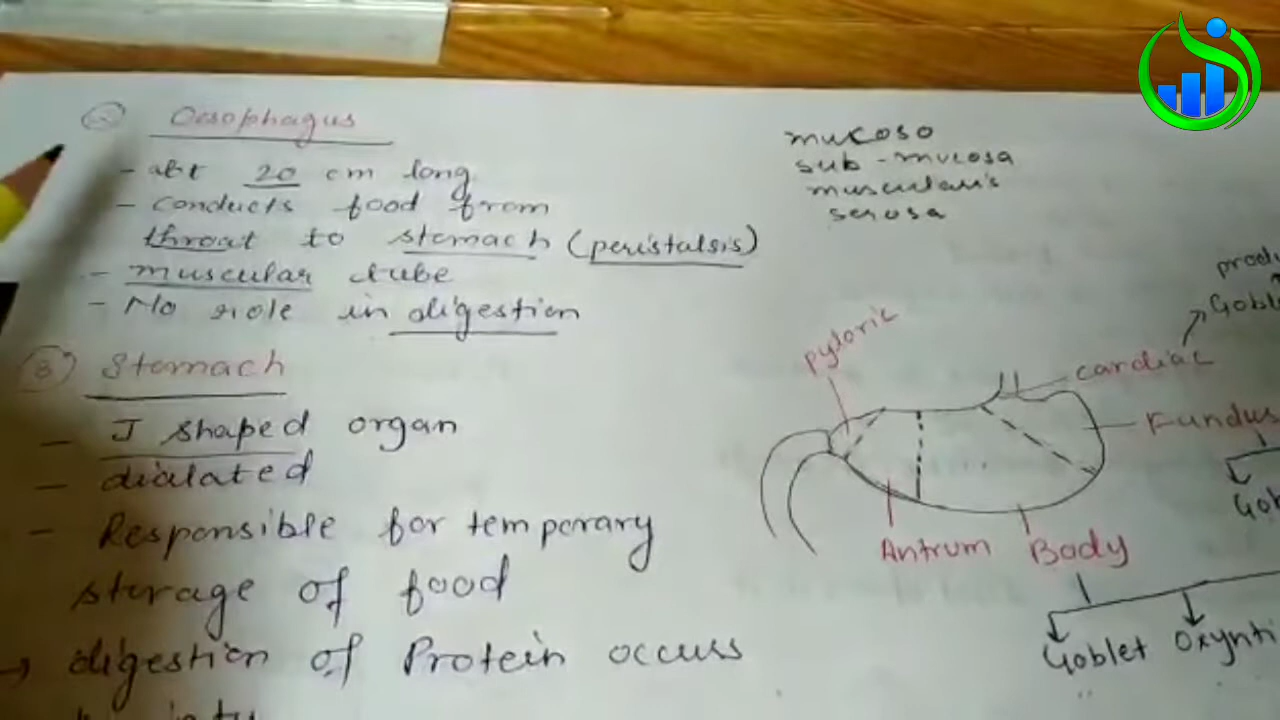 Oesophagus
- abt 20 cm long
- conducts food from
throat to stomach (peristalsis)
- muscular tube
- No role in digestion
Stomach
- J shaped organ
- dialated
- Responsible for temporary
storage of food
→ digestion of Protein occurs
mucoso
sub-mucosa
muscularis
serosa
pyloric
cardiac
Fundus
Antrum
Body
Goblet